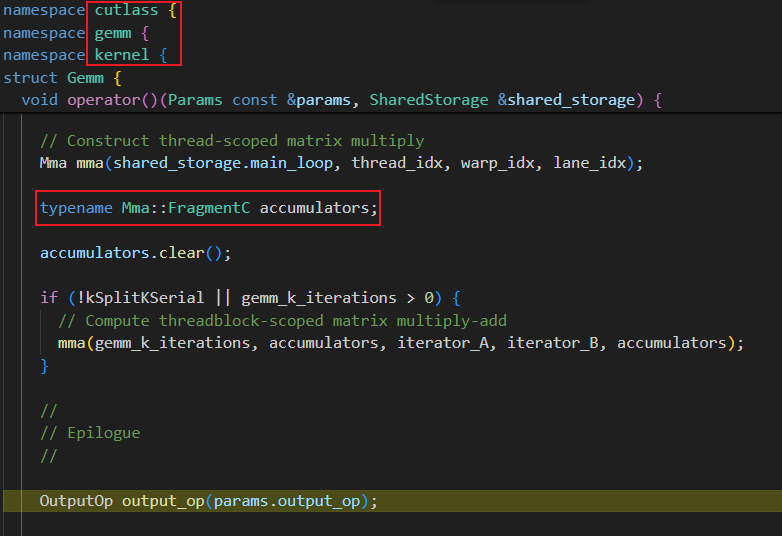 namespace cutlass {
namespace gemm {
namespace kernel {
struct Gemm {
void operator()(Params const &params, SharedStorage &shared_storage) {
// Construct thread-scoped matrix multiply
Mma mma(shared_storage.main_loop, thread_idx, warp_idx, lane_idx);
typename Mma::FragmentC accumulators;
accumulators.clear();
if (!kSplitKSerial || gemm_k_iterations > 0) {
// Compute threadblock-scoped matrix multiply-add
mma(gemm_k_iterations, accumulators, iterator_A, iterator_B, accumulators);
}
//
// Epilogue
//
OutputOp output_op(params.output_op);